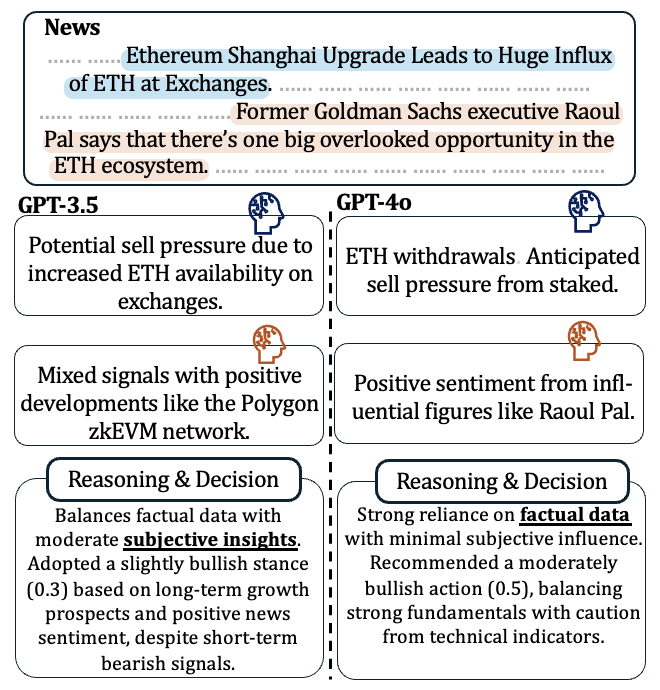 News
...... ......Ethereum Shanghai Upgrade Leads to Huge Influx
of ETH at Exchanges. ...... ...... ...... ...... ...... ......
...... ...... ...... ...... ......Former Goldman Sachs executive Raoul
Pal says that there's one big overlooked opportunity in the
ETH ecosystem. ...... ...... ...... ...... ...... ...... ......
GPT-3.5
Potential sell pressure due to
increased ETH availability on
exchanges.
Mixed signals with positive
developments like the Polygon
zkEVM network.
Reasoning & Decision
Balances factual data with
moderate subjective insights.
Adopted a slightly bullish stance
(0.3) based on long-term growth
prospects and positive news
sentiment, despite short-term
bearish signals.
GPT-4o
ETH withdrawals Anticipated
sell pressure from staked.
Positive sentiment from infl-
uential figures like Raoul Pal.
Reasoning & Decision
Strong reliance on factual data
with minimal subjective influence.
Recommended a moderately
bullish action (0.5), balancing
strong fundamentals with caution
from technical indicators.